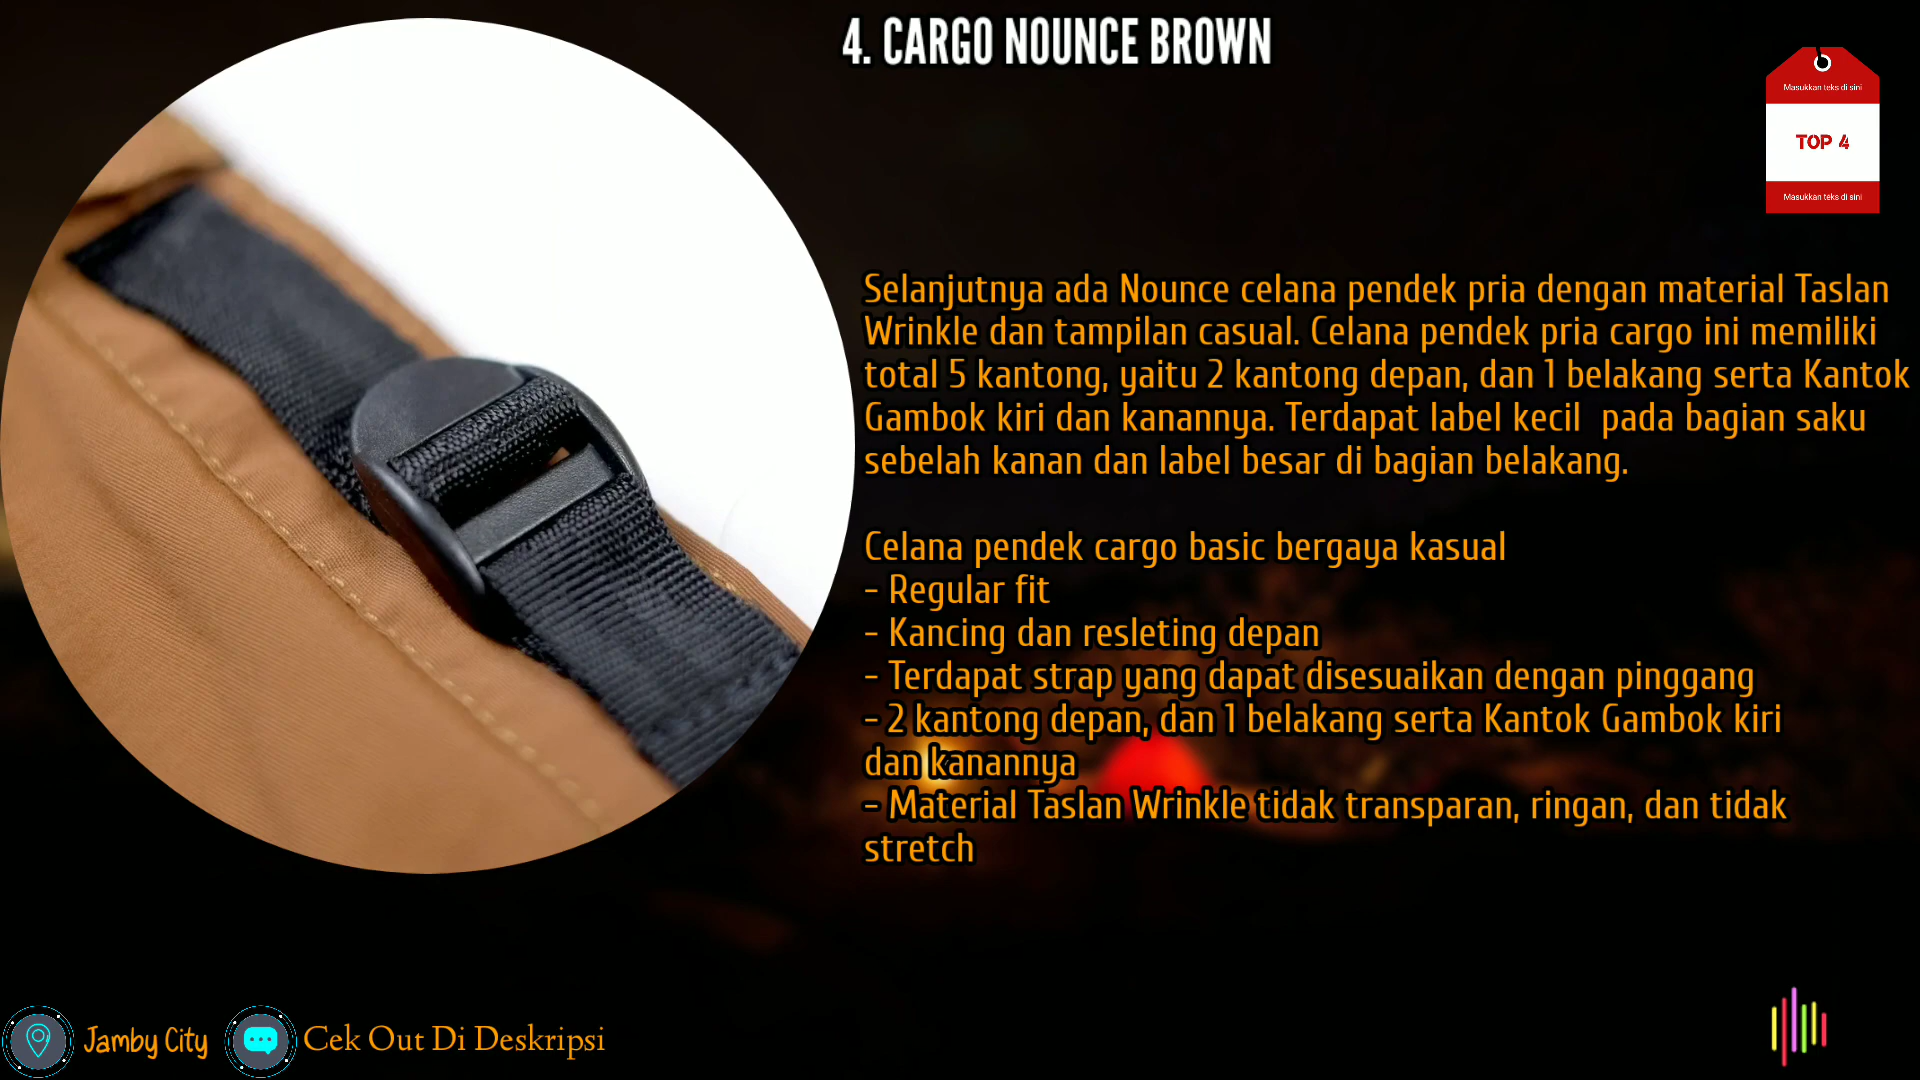 4. CARGO NOUNCE BROWN
Masukkan teks di sini
TOP 4
Masukkan teks di sini
Selanjutnya ada Nounce celana pendek pria dengan material Taslan
Wrinkle dan tampilan casual. Celana pendek pria cargo ini memiliki
total 5 kantong, yaitu 2 kantong depan, dan 1 belakang serta Kantok
Gambok kiri dan kanannya. Terdapat label kecil  pada bagian saku
sebelah kanan dan label besar di bagian belakang.
Celana pendek cargo basic bergaya kasual
- Regular fit
- Kancing dan resleting depan
- Terdapat strap yang dapat disesuaikan dengan pinggang
- 2 kantong depan, dan 1 belakang serta Kantok Gambok kiri
dan kanannya
- Material Taslan Wrinkle tidak transparan, ringan, dan tidak
stretch
Jamby City
Cek Out Di Deskripsi